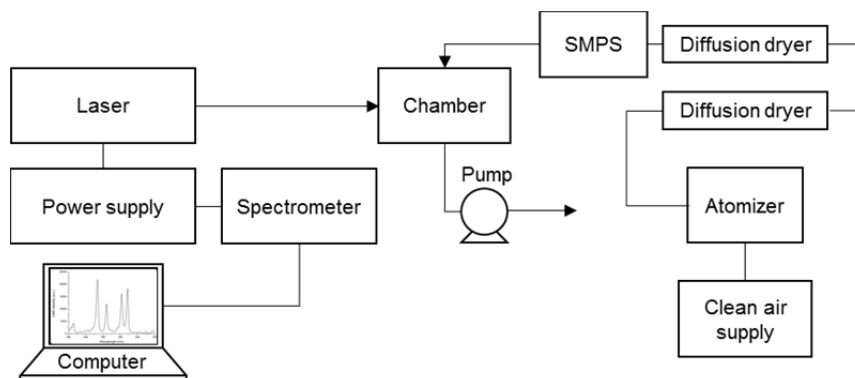 SMPS
Diffusion dryer
Laser
Chamber
Diffusion dryer
Pump
Power supply
Spectrometer
Atomizer
Clean air
supply
Computer